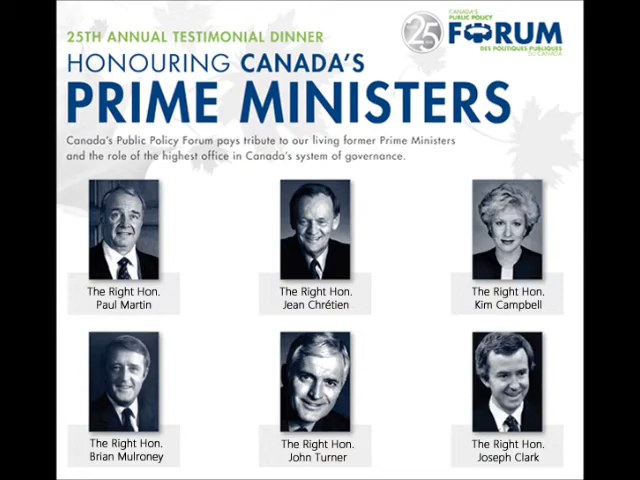 25TH ANNUAL TESTIMONIAL DINNER
HONOURING CANADA'S
PRIME MINISTERS
Canada's Public Policy Forum pays tribute to our living former Prime Ministers
and the role of the highest office in Canada's system of governance.
25
CANADA'S
PUBLIC POLICY
FORUM
DES POLITIQUES PUBLIQUES
DU CANADA
The Right Hon.
Paul Martin
The Right Hon.
Jean Chrétien
The Right Hon.
Kim Campbell
The Right Hon.
Brian Mulroney
The Right Hon.
John Turner
The Right Hon.
Joseph Clark